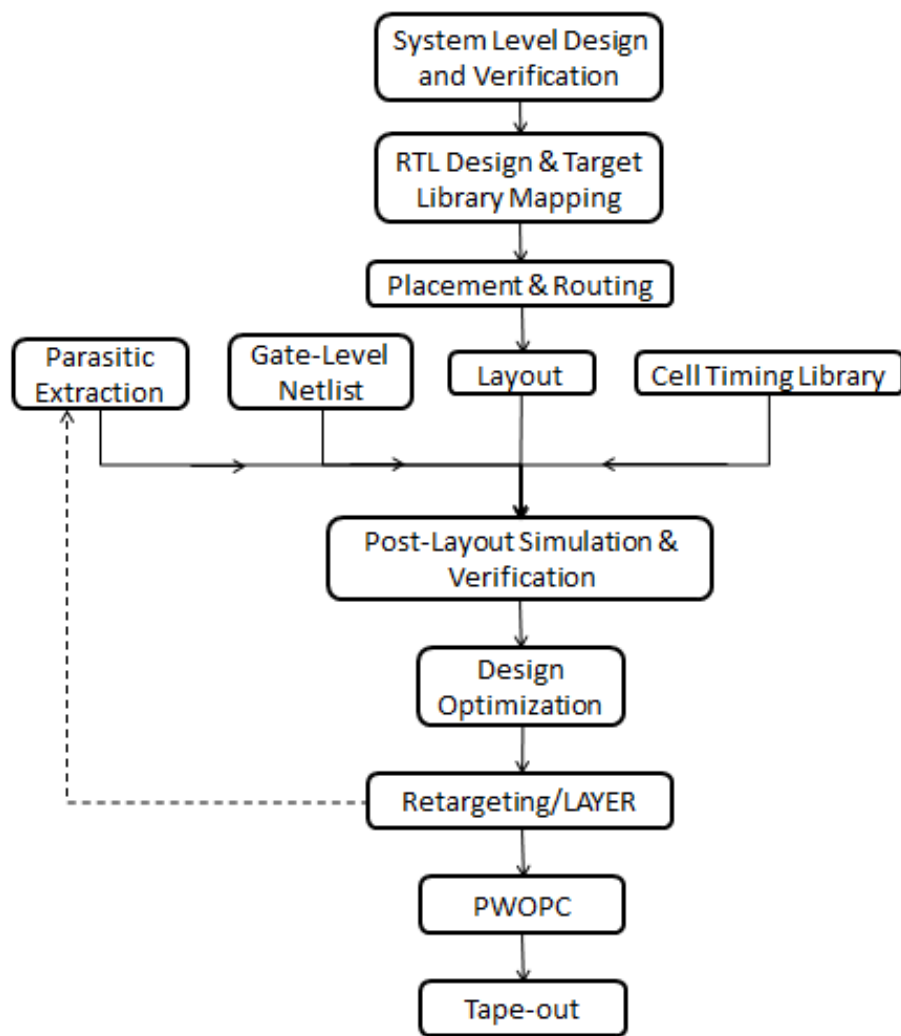 System Level Design
and Verification
RTL Design & Target
Library Mapping
Placement & Routing
Parasitic
Extraction
Gate-Level
Netlist
Layout
Cell Timing Library
Post-Layout Simulation &
Verification
Design
Optimization
Retargeting/LAYER
PWOPC
Tape-out